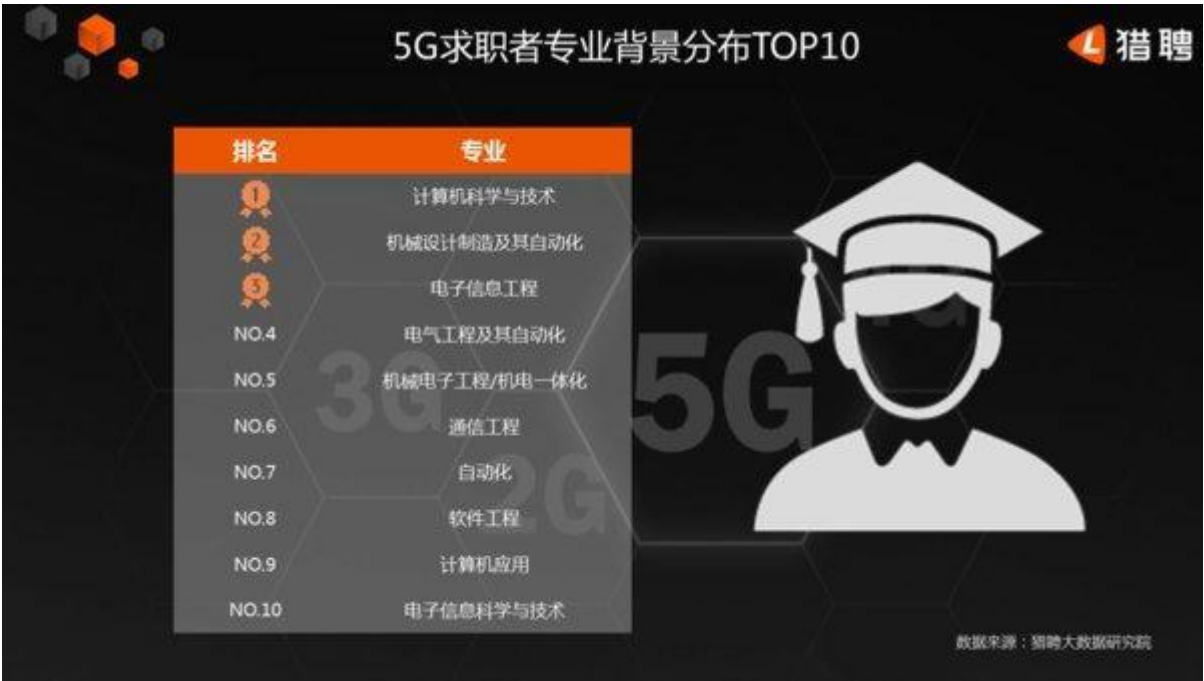 5G求职者专业背景分布TOP10
猎聘
排名 专业
1 计算机科学与技术
2 机械设计制造及其自动化
3 电子信息工程
NO.4 电气工程及其自动化
NO.5 机械电子工程/机电一体化
NO.6 通信工程
NO.7 自动化
NO.8 软件工程
NO.9 计算机应用
NO.10 电子信息科学与技术
3G
2G
5G
4G
数据来源：猎聘大数据研究院